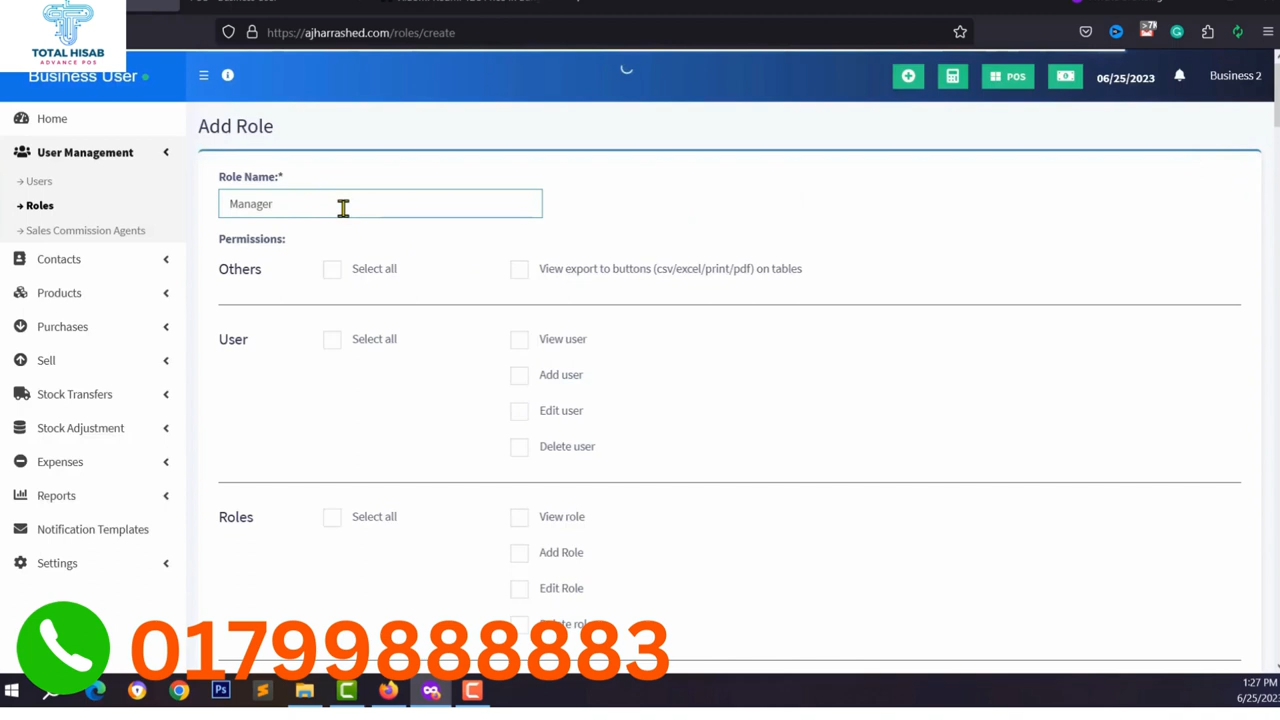 TOTAL HISAB
ADVANCE POS
https://ajharrashed.com/roles/create
>7K
Business User
POS
06/25/2023
Business 2
Home
User Management
Users
Roles
Sales Commission Agents
Contacts
Products
Purchases
Sell
Stock Transfers
Stock Adjustment
Expenses
Reports
Notification Templates
Settings
Add Role
Role Name:*
Manager
Permissions:
Others
Select all
View export to buttons (csv/excel/print/pdf) on tables
User
Select all
View user
Add user
Edit user
Delete user
Roles
Select all
View role
Add Role
Edit Role
01799888883
Ps
1:27 PM